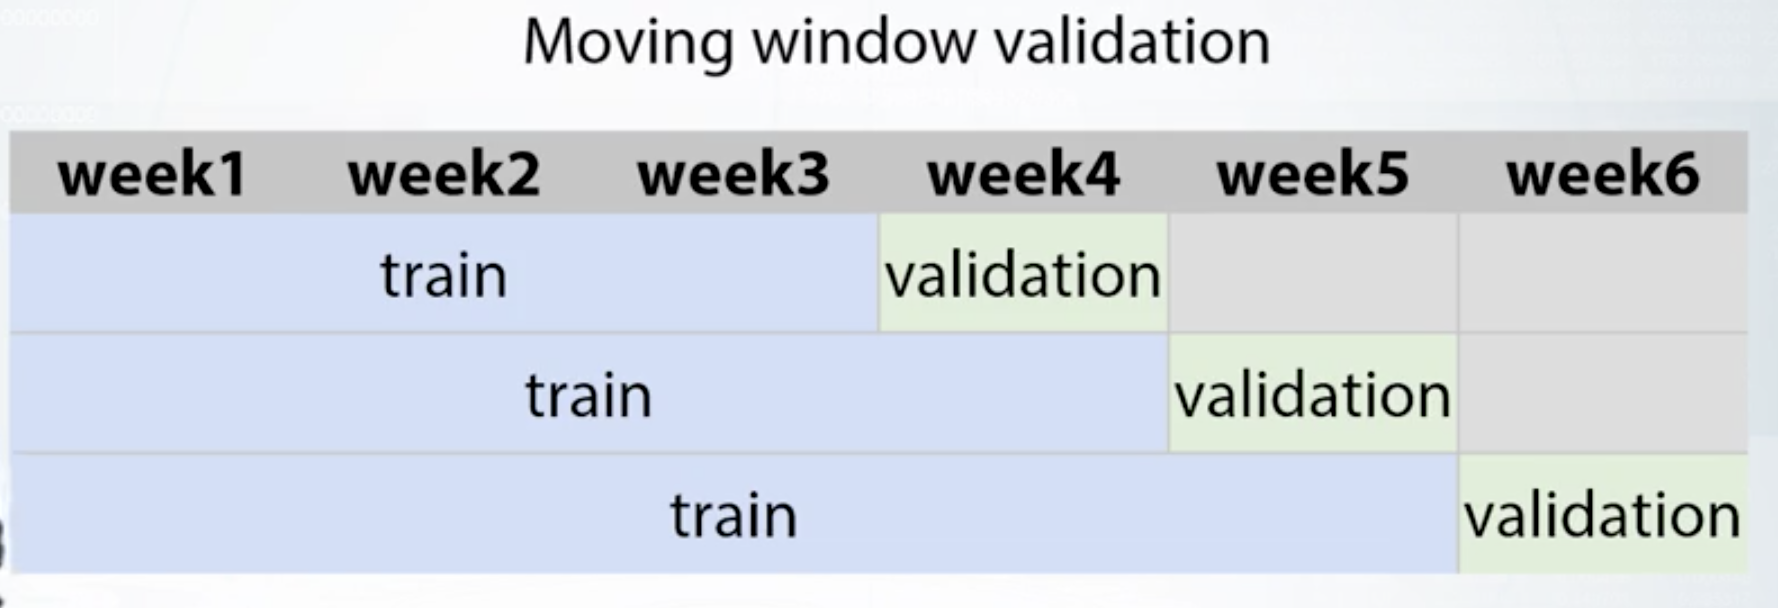 Moving window validation
week1 week2 week3 week4 week5 week6
train validation
train validation
train validation